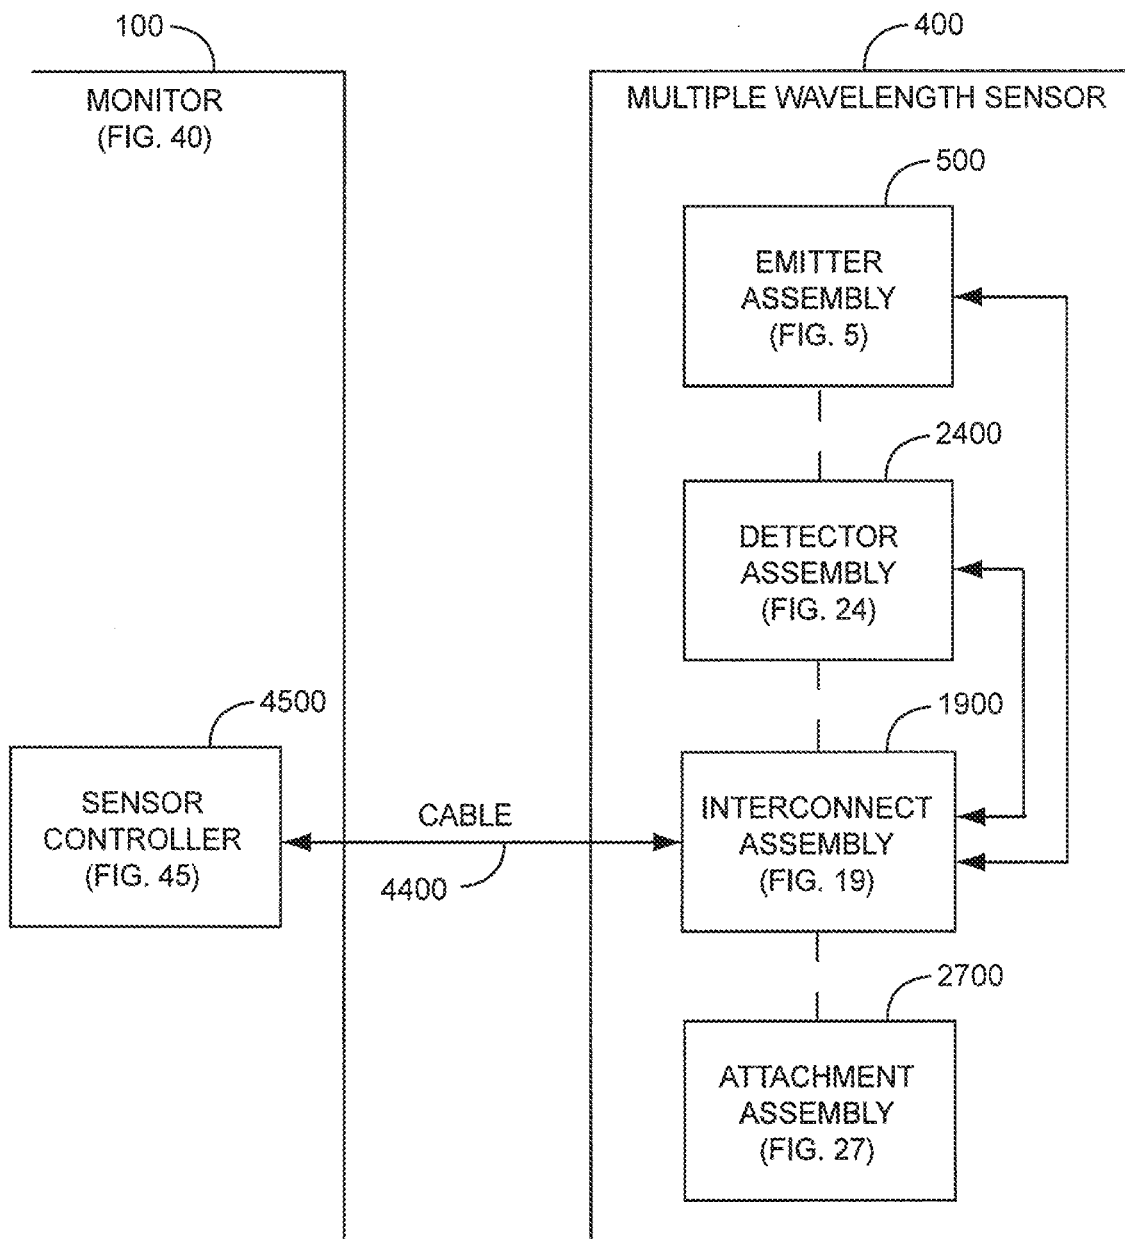 100
400
MONITOR
(FIG. 40)
MULTIPLE WAVELENGTH SENSOR
500
EMITTER
ASSEMBLY
(FIG. 5)
2400
DETECTOR
ASSEMBLY
(FIG. 24)
4500
1900
SENSOR
CONTROLLER
(FIG. 45)
CABLE
4400
INTERCONNECT
ASSEMBLY
(FIG. 19)
2700
ATTACHMENT
ASSEMBLY
(FIG. 27)